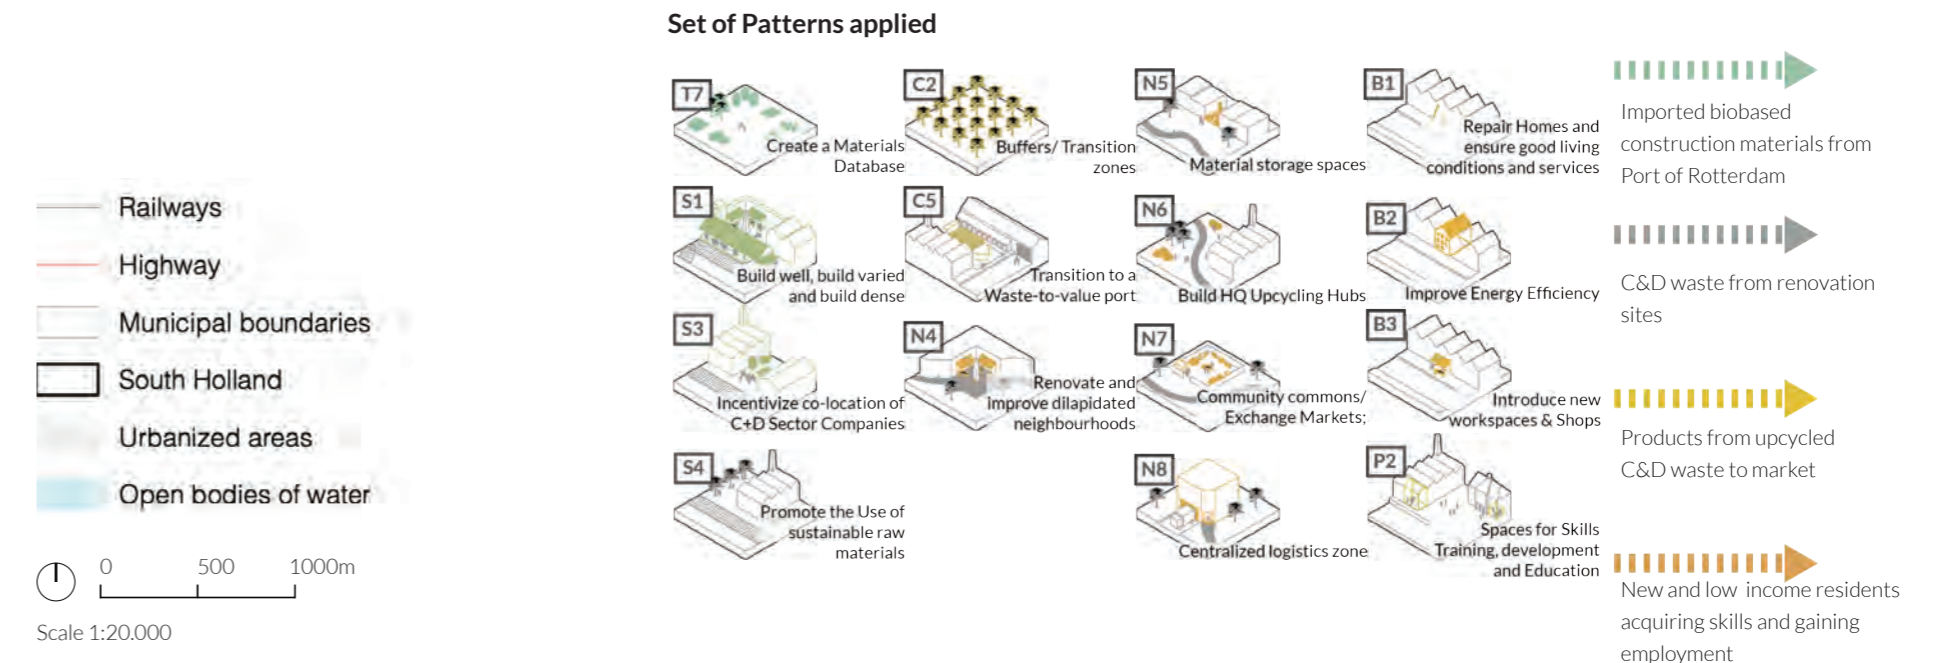 Set of Patterns applied
Railways
Highway
Municipal boundaries
South Holland
Urbanized areas
Open bodies of water
0 500 1000m
Scale 1:20.000
T7
Create a Materials
Database
S1
Build well, build varied
and build dense
S3
Incentivize co-location of
C+D Sector Companies
S4
Promote the Use of
sustainable raw
materials
C2
Buffers/ Transition
zones
C5
Transition to a
Waste-to-value port
N4
Renovate and
Improve dilapidated
neighbourhoods
N5
Material storage spaces
N6
Build HQ Upcycling Hubs
N7
Community commons/
Exchange Markets;
N8
Centralized logistics zone
B1
Repair Homes and
ensure good living
conditions and services
B2
Improve Energy Efficiency
B3
Introduce new
workspaces & Shops
P2
Spaces for Skills
Training, development
and Education
Imported biobased
construction materials from
Port of Rotterdam
C&D waste from renovation
sites
Products from upcycled
C&D waste to market
New and low income residents
acquiring skills and gaining
employment